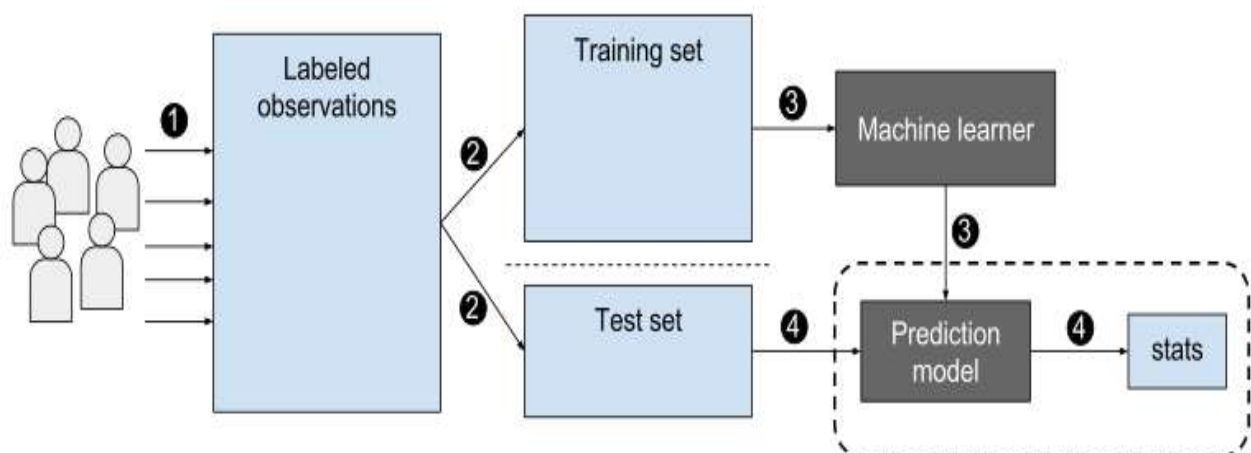 1
Labeled
observations
2
2
Training set
3
Machine learner
3
Test set
4
Prediction
model
4
stats